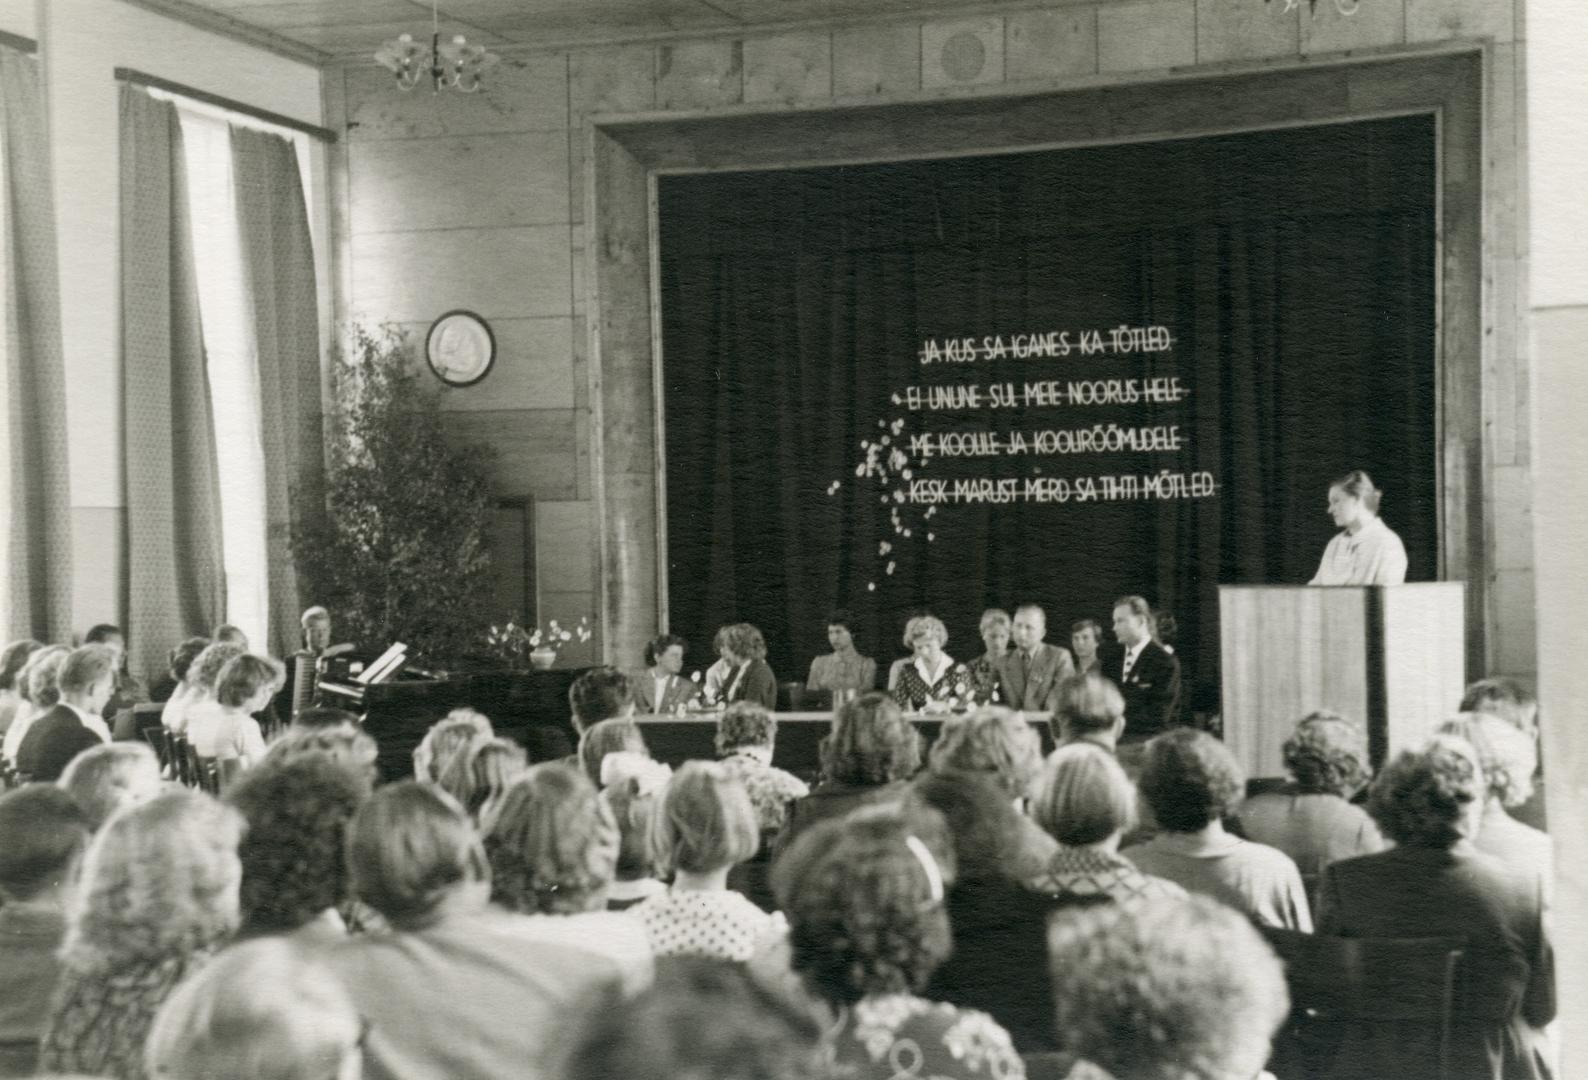 JA KUS SA IGANES KA TÕTLED.
EI UNUNE SUL MEIE NOORUS HELE
ME KOOLILE JA KOOLIRÕÕMUDELE
KESK MARUST MERD SA TIHTI MÕTLED.